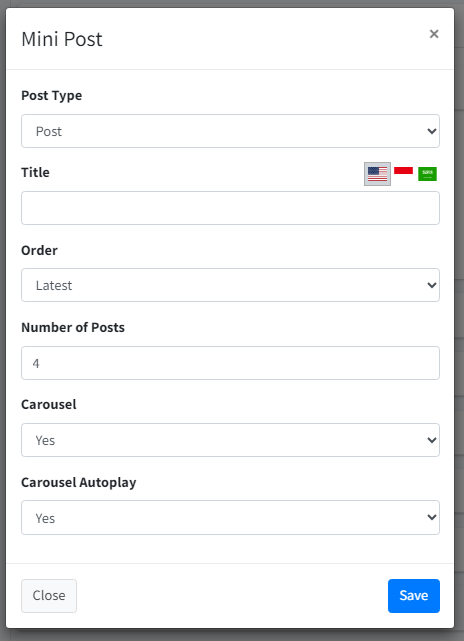 Mini Post
×
Post Type
Post
Title
Order
Latest
Number of Posts
4
Carousel
Yes
Carousel Autoplay
Yes
Close
Save